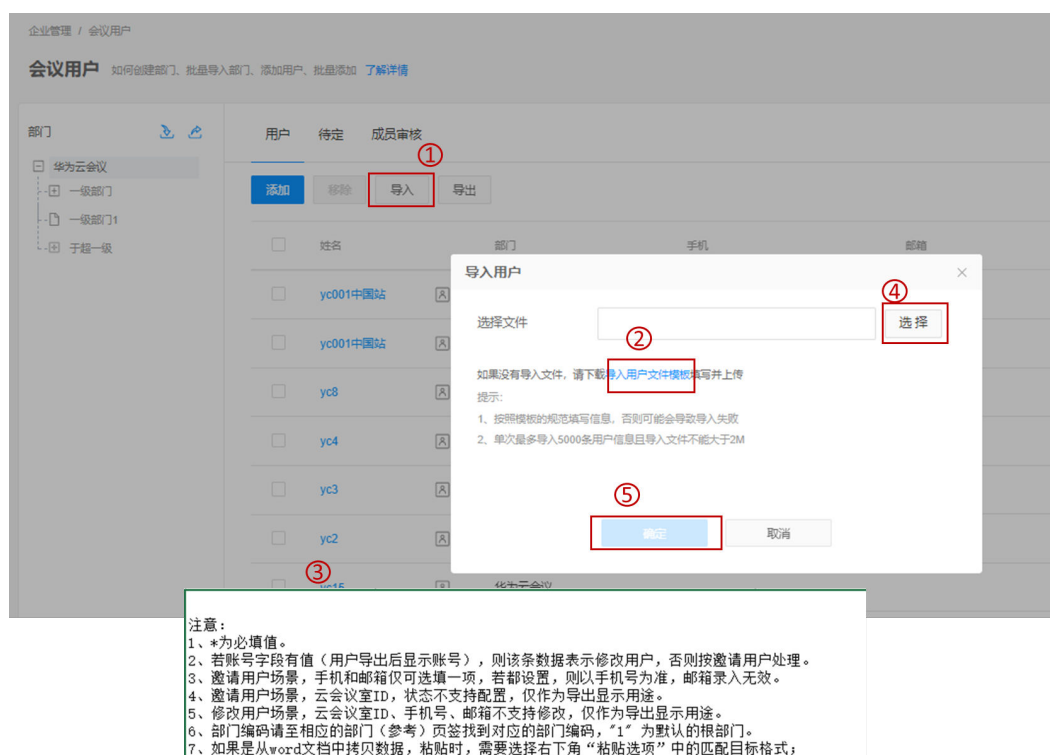 企业管理 / 会议用户
会议用户 如何创建部门、批量导入部门、添加用户、批量添加 了解详情
部门
华为云会议
一级部门
一级部门1
于超一级
用户 待定 成员审核
①
添加 移除 导入 导出
姓名 部门 手机 邮箱
yc001中国站
yc001中国站
yc8
yc4
yc3
yc2
yc15 华为云会议
导入用户
④
选择文件 选择
②
如果没有导入文件，请下载导入用户文件模板填写并上传
提示：
1、按照模板的规范填写信息，否则可能会导致导入失败
2、单次最多导入5000条用户信息且导入文件不能大于2M
⑤
确定 取消
③
注意：
1、*为必填值。
2、若账号字段有值（用户导出后显示账号），则该条数据表示修改用户，否则按邀请用户处理。
3、邀请用户场景，手机和邮箱仅可选填一项，若都设置，则以手机号为准，邮箱录入无效。
4、邀请用户场景，云会议室ID，状态不支持配置，仅作为导出显示用途。
5、修改用户场景，云会议室ID、手机号、邮箱不支持修改，仅作为导出显示用途。
6、部门编码请至相应的部门（参考）页签找到对应的部门编码，"1" 为默认的根部门。
7、如果是从word文档中拷贝数据，粘贴时，需要选择右下角“粘贴选项”中的匹配目标格式；